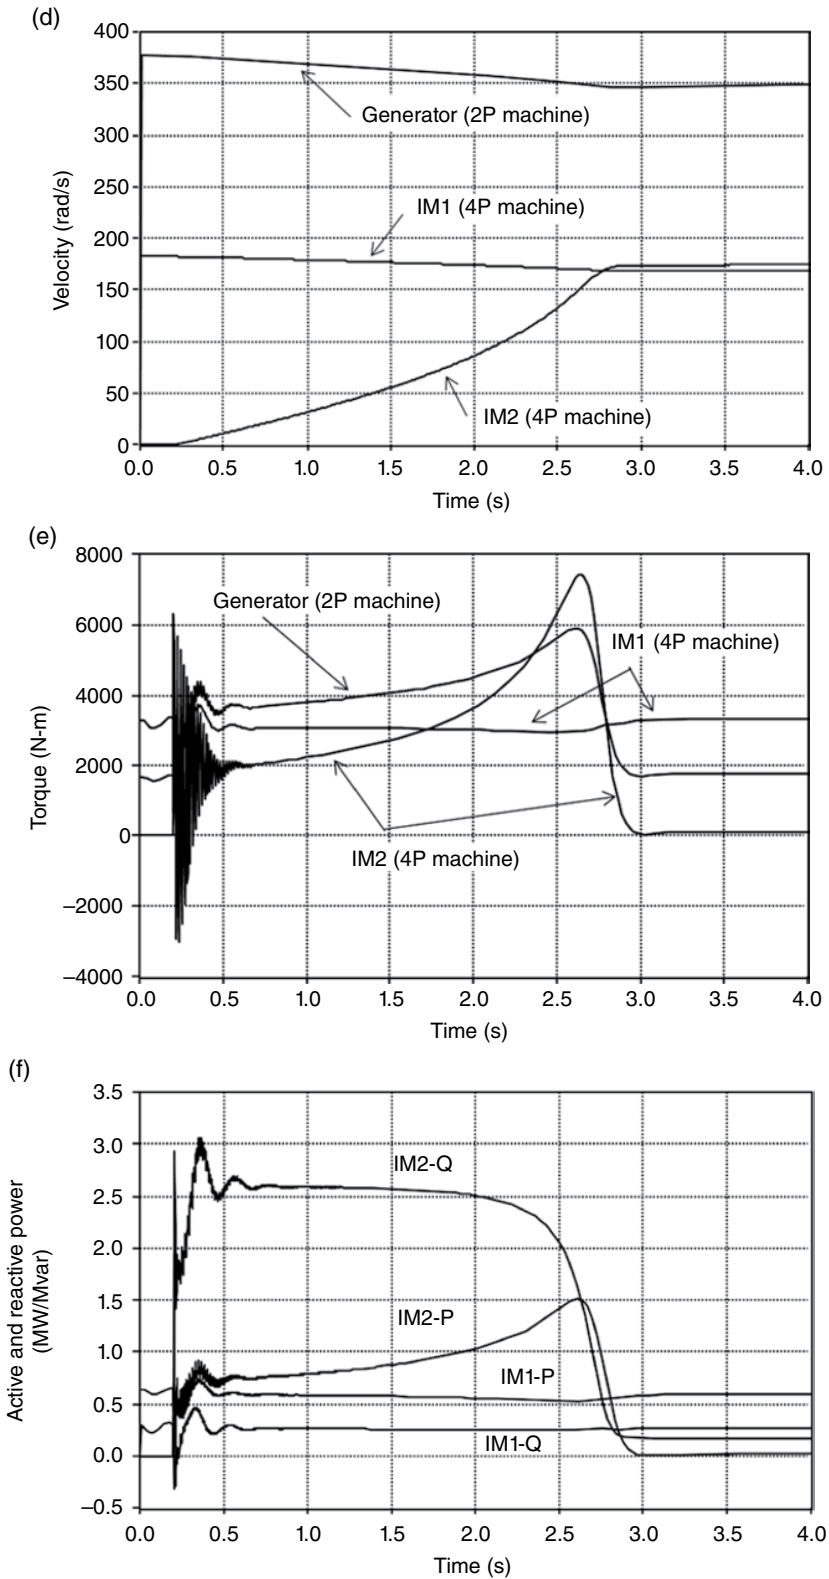 (d)
400
350
300
250
200
150
100
50
0
Velocity (rad/s)
Generator (2P machine)
IM1 (4P machine)
IM2 (4P machine)
0.0 0.5 1.0 1.5 2.0 2.5 3.0 3.5 4.0
Time (s)
(e)
8000
6000
4000
2000
0
−2000
−4000
Torque (N-m)
Generator (2P machine)
IM1 (4P machine)
IM2 (4P machine)
0.0 0.5 1.0 1.5 2.0 2.5 3.0 3.5 4.0
Time (s)
(f)
3.5
3.0
2.5
2.0
1.5
1.0
0.5
0.0
−0.5
Active and reactive power
(MW/Mvar)
IM2-Q
IM2-P
IM1-P
IM1-Q
0.0 0.5 1.0 1.5 2.0 2.5 3.0 3.5 4.0
Time (s)